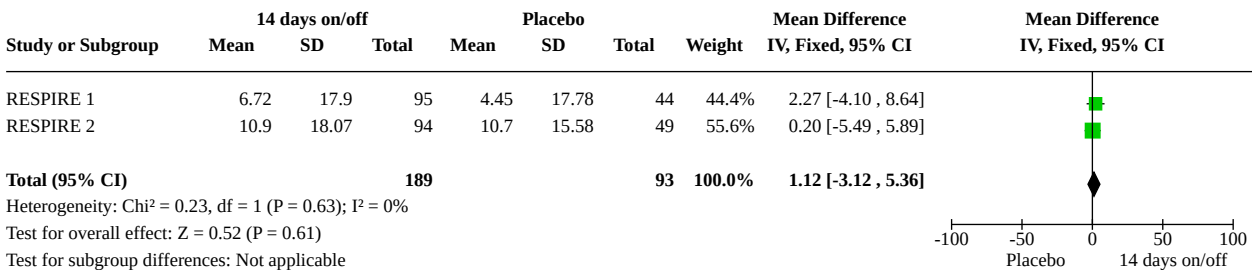 14 days on/off Placebo Mean Difference Mean Difference
Study or Subgroup Mean SD Total Mean SD Total Weight IV, Fixed, 95% CI IV, Fixed, 95% CI
RESPIRE 1 6.72 17.9 95 4.45 17.78 44 44.4% 2.27 [-4.10 , 8.64]
RESPIRE 2 10.9 18.07 94 10.7 15.58 49 55.6% 0.20 [-5.49 , 5.89]
Total (95% CI) 189 93 100.0% 1.12 [-3.12 , 5.36]
Heterogeneity: Chi² = 0.23, df = 1 (P = 0.63); I² = 0%
Test for overall effect: Z = 0.52 (P = 0.61)
-100 -50 0 50 100
Test for subgroup differences: Not applicable Placebo 14 days on/off